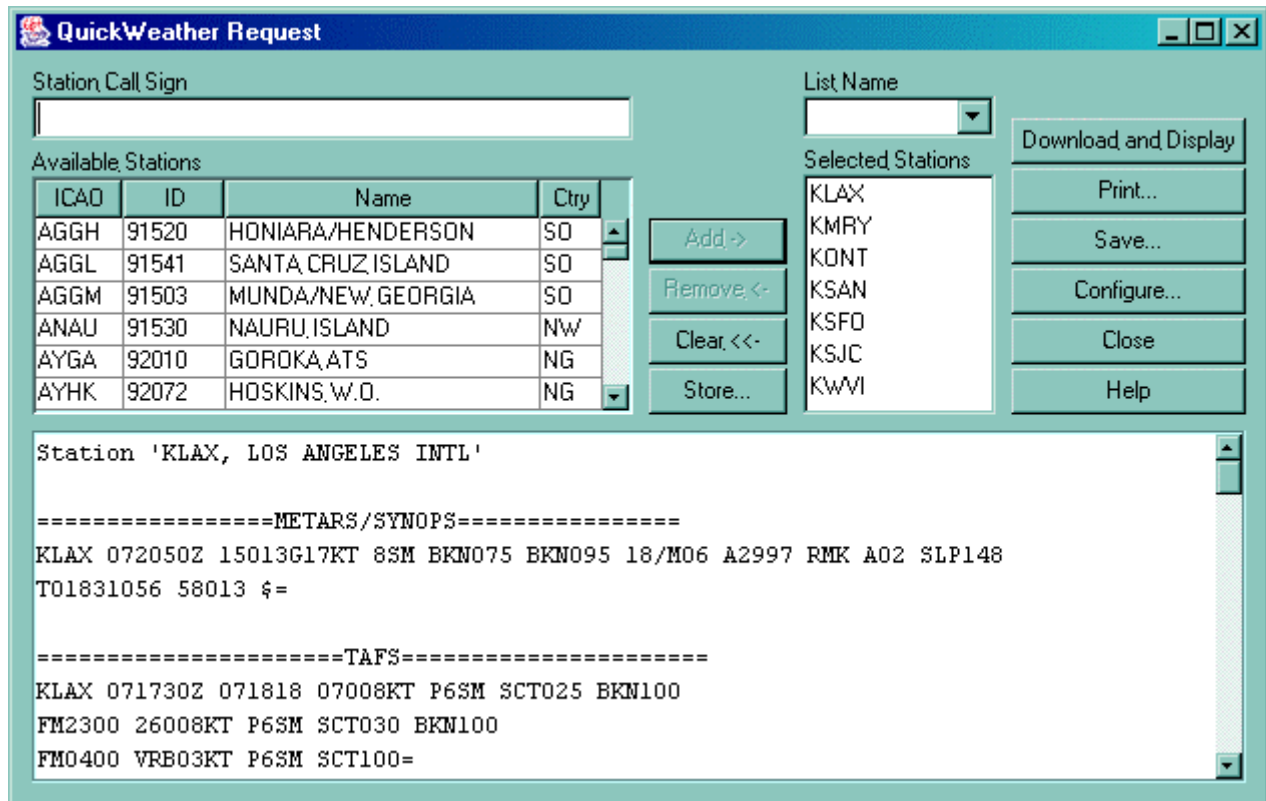 QuickWeather Request
Station Call Sign
List Name
Available Stations
Selected Stations
ICAO ID Name Ctry
AGGH 91520 HONIARA/HENDERSON SO
AGGL 91541 SANTA CRUZ ISLAND SO
AGGM 91503 MUNDA/NEW GEORGIA SO
ANAU 91530 NAURU ISLAND NW
AYGA 92010 GOROKA ATS NG
AYHK 92072 HOSKINS W.O. NG
Add ->
Remove <-
Clear <<-
Store...
KLAX
KMRY
KONT
KSAN
KSFO
KSJC
KWVI
Download and Display
Print...
Save...
Configure...
Close
Help
Station 'KLAX, LOS ANGELES INTL'
=================METARS/SYNOPS================
KLAX 072050Z 15013G17KT 8SM BKN075 BKN095 18/M06 A2997 RMK AO2 SLP148
T01831056 58013 $=
======================TAFS======================
KLAX 071730Z 071818 07008KT P6SM SCT025 BKN100
FM2300 26008KT P6SM SCT030 BKN100
FM0400 VRB03KT P6SM SCT100=